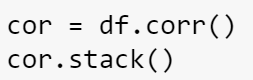 cor = df.corr()
cor.stack()